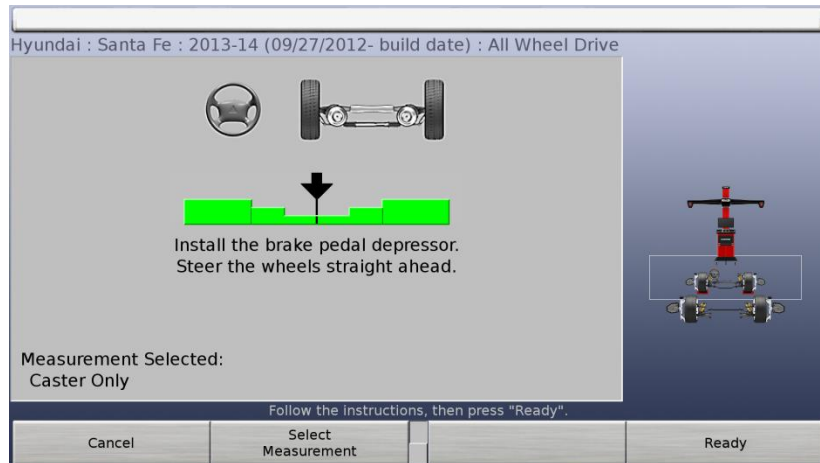 Hyundai : Santa Fe : 2013-14 (09/27/2012- build date) : All Wheel Drive
Install the brake pedal depressor.
Steer the wheels straight ahead.
Measurement Selected:
Caster Only
Follow the instructions, then press "Ready".
Cancel
Select
Measurement
Ready